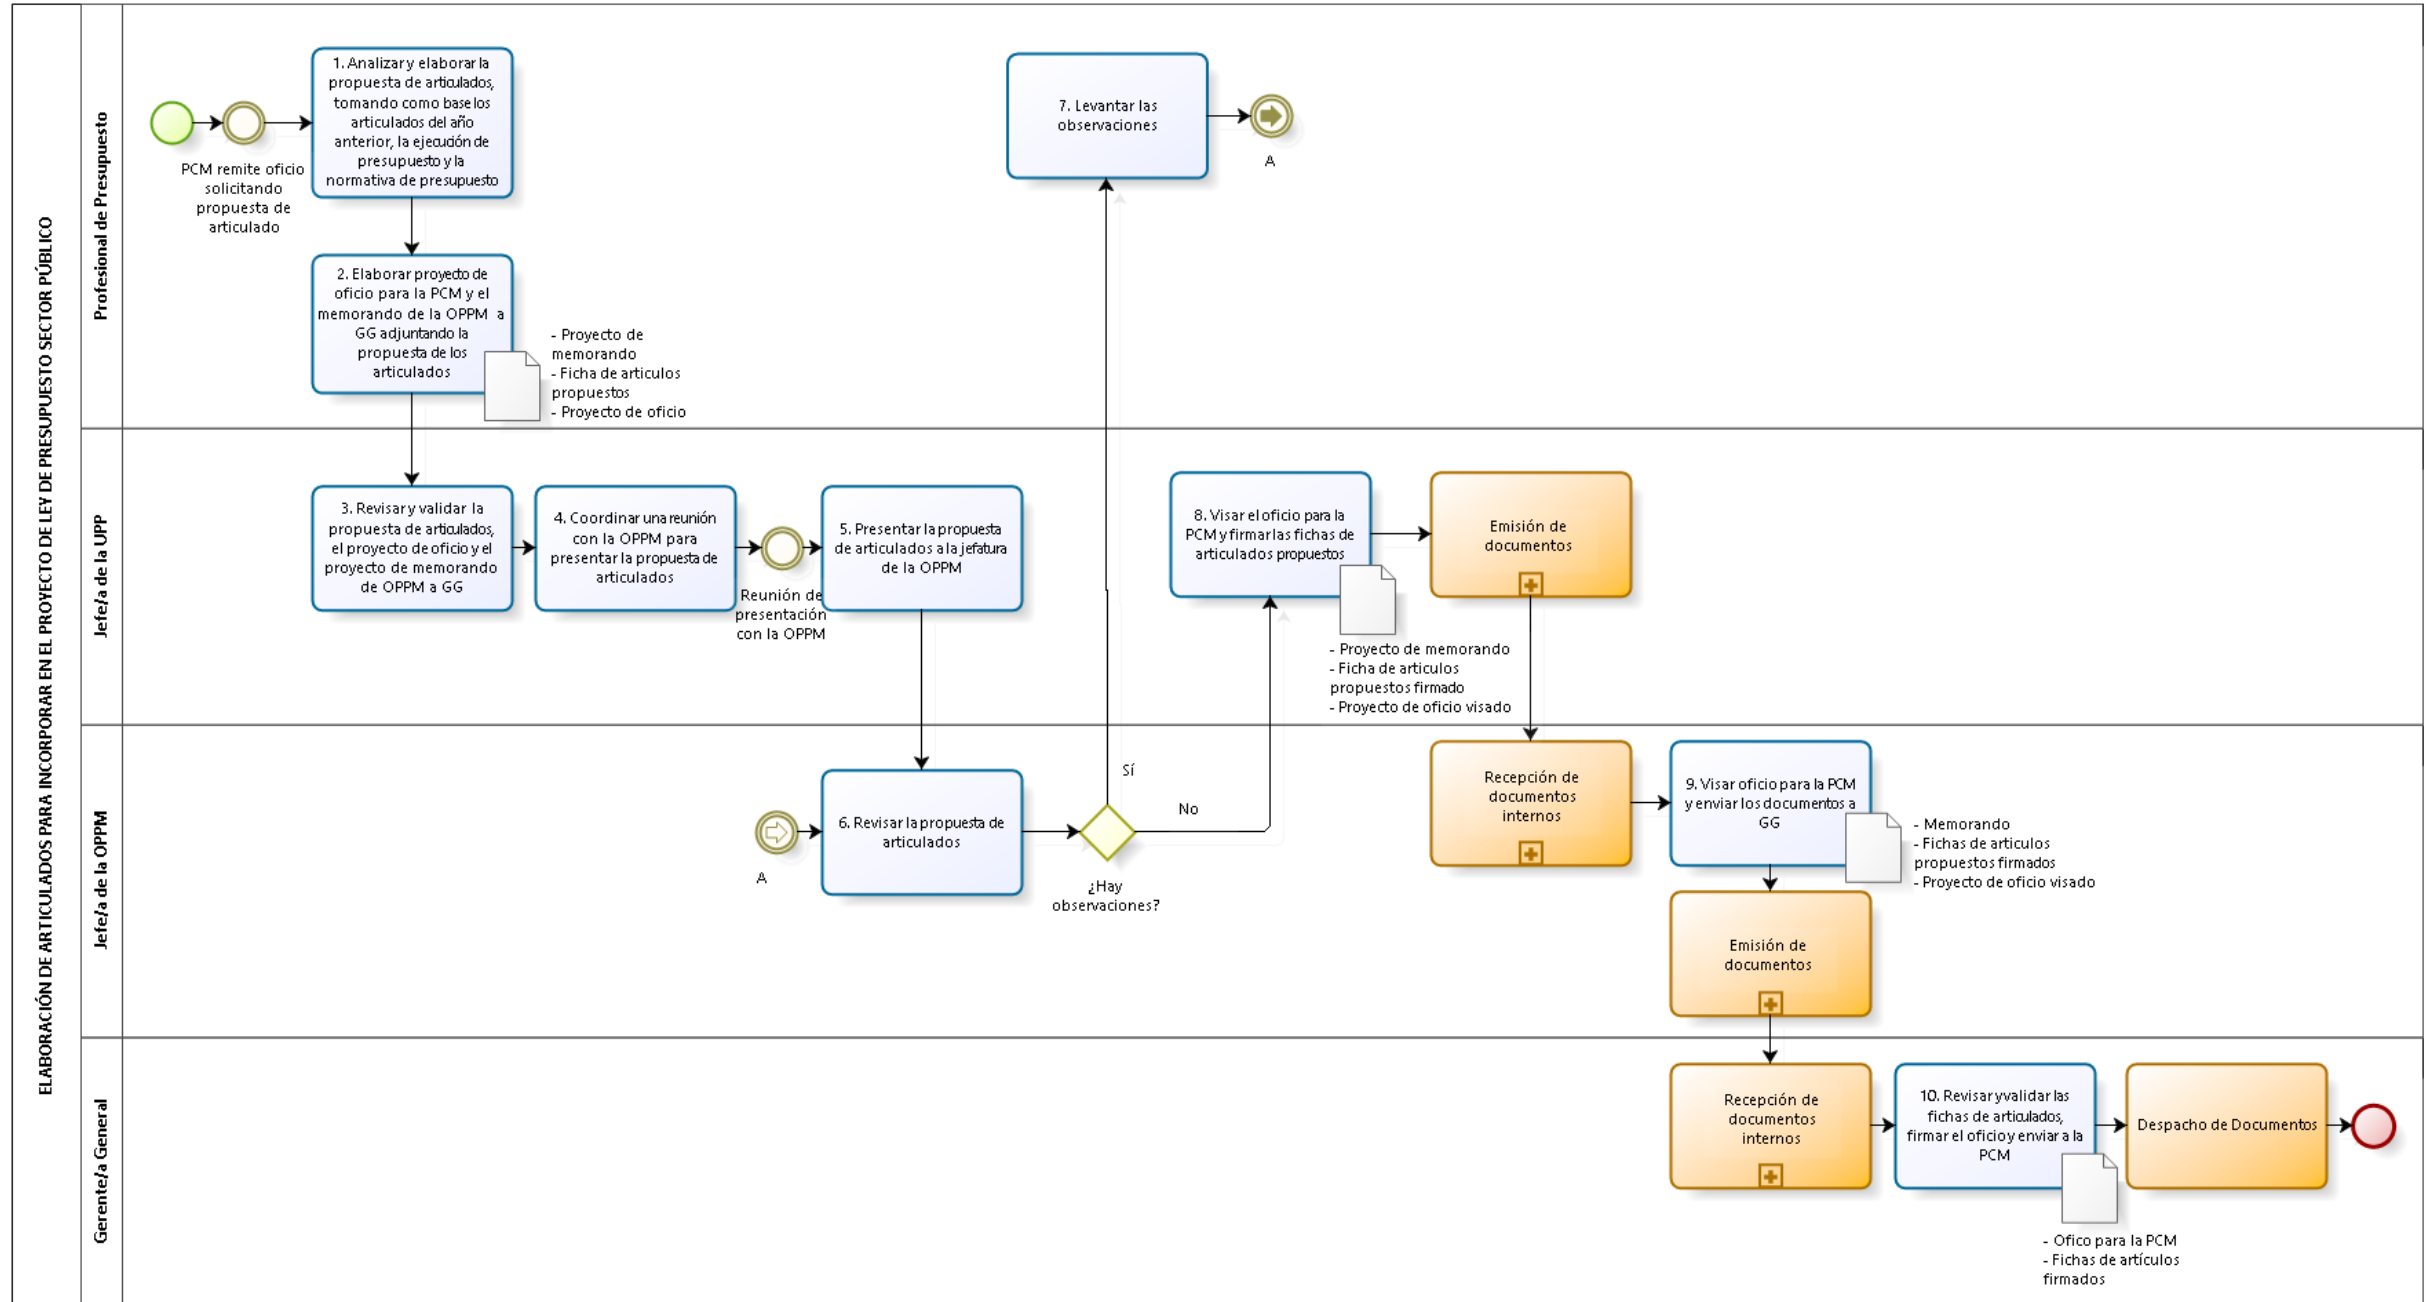 ELABORACIÓN DE ARTICULADOS PARA INCORPORAR EN EL PROYECTO DE LEY DE PRESUPUESTO SECTOR PÚBLICO
Profesional de Presupuesto
PCM remite oficio
solicitando
propuesta de
articulado
1. Analizar y elaborar la
propuesta de articulados,
tomando como base los
articulados del año
anterior, la ejecución de
presupuesto y la
normativa de presupuesto
2. Elaborar proyecto de
oficio para la PCM y el
memorando de la OPPM a
GG adjuntando la
propuesta de los
articulados
- Proyecto de
memorando
- Ficha de articulos
propuestos
- Proyecto de oficio
7. Levantar las
observaciones
A
Jefe/a de la UPP
3. Revisar y validar la
propuesta de articulados,
el proyecto de oficio y el
proyecto de memorando
de OPPM a GG
4. Coordinar una reunión
con la OPPM para
presentar la propuesta de
articulados
Reunión de
presentación
con la OPPM
5. Presentar la propuesta
de articulados a la jefatura
de la OPPM
8. Visar el oficio para la
PCM y firmar las fichas de
articulados propuestos
- Proyecto de memorando
- Ficha de articulos
propuestos firmado
- Proyecto de oficio visado
Emisión de
documentos
Jefe/a de la OPPM
A
6. Revisar la propuesta de
articulados
¿Hay
observaciones?
Sí
No
Recepción de
documentos
internos
9. Visar oficio para la PCM
y enviar los documentos a
GG
- Memorando
- Fichas de articulos
propuestos firmados
- Proyecto de oficio visado
Emisión de
documentos
Gerente/a General
Recepción de
documentos
internos
10. Revisar y validar las
fichas de articulados,
firmar el oficio y enviar a la
PCM
- Ofico para la PCM
- Fichas de artículos
firmados
Despacho de Documentos